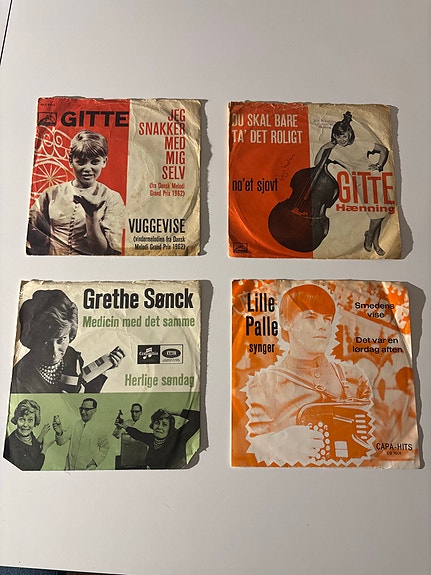 GITTE
JEG
SNAKKER
MED
MIG
SELV
(fra Dansk Melodi
Grand Prix 1962)
VUGGEVISE
(vindermelodien fra Dansk
Melodi Grand Prix 1962)
DU SKAL BARE
TA' DET ROLIGT
no'et sjovt
GiTTE
Hænning
Grethe Sønck
Medicin med det samme
Herlige søndag
Lille
Palle
synger
Smedens
vise
Det var en
lørdag aften
CAPA-HITS